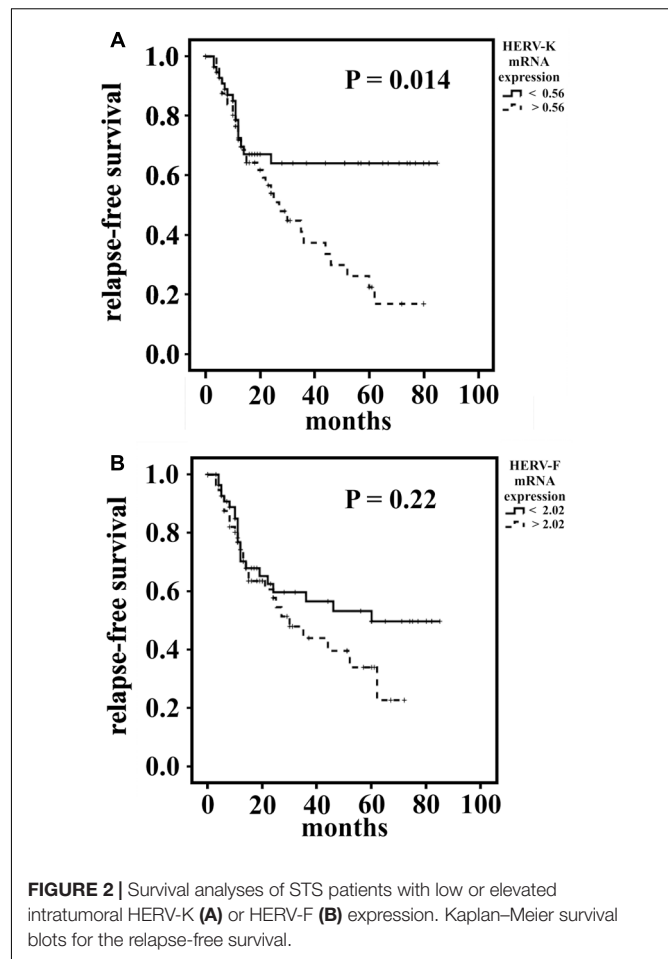 A
HERV-K
mRNA
expression
< 0.56
> 0.56
P = 0.014
1.0
0.8
0.6
0.4
0.2
0.0
relapse-free survival
0 20 40 60 80 100
months
B
HERV-F
mRNA
expression
< 2.02
> 2.02
P = 0.22
1.0
0.8
0.6
0.4
0.2
0.0
relapse-free survival
0 20 40 60 80 100
months
FIGURE 2 | Survival analyses of STS patients with low or elevated
intratumoral HERV-K (A) or HERV-F (B) expression. Kaplan–Meier survival
blots for the relapse-free survival.